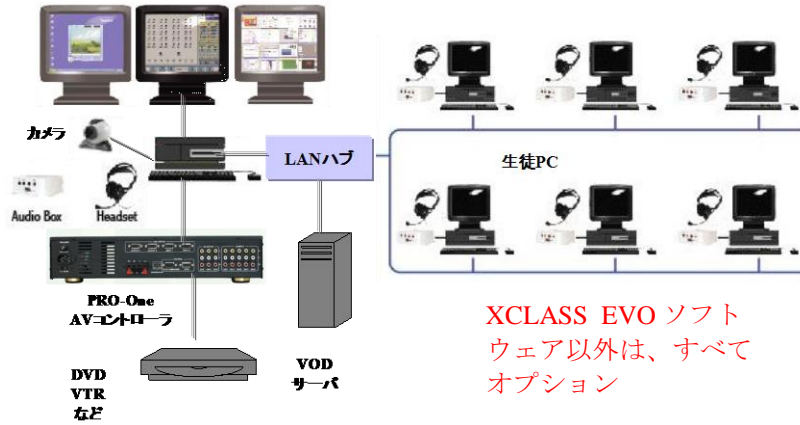 カメラ
LANハブ
生徒PC
Audio Box
Headset
PRO-One
AVコントローラ
DVD
VTR
など
VOD
サーバ
XCLASS EVO ソフト
ウェア以外は、すべて
オプション